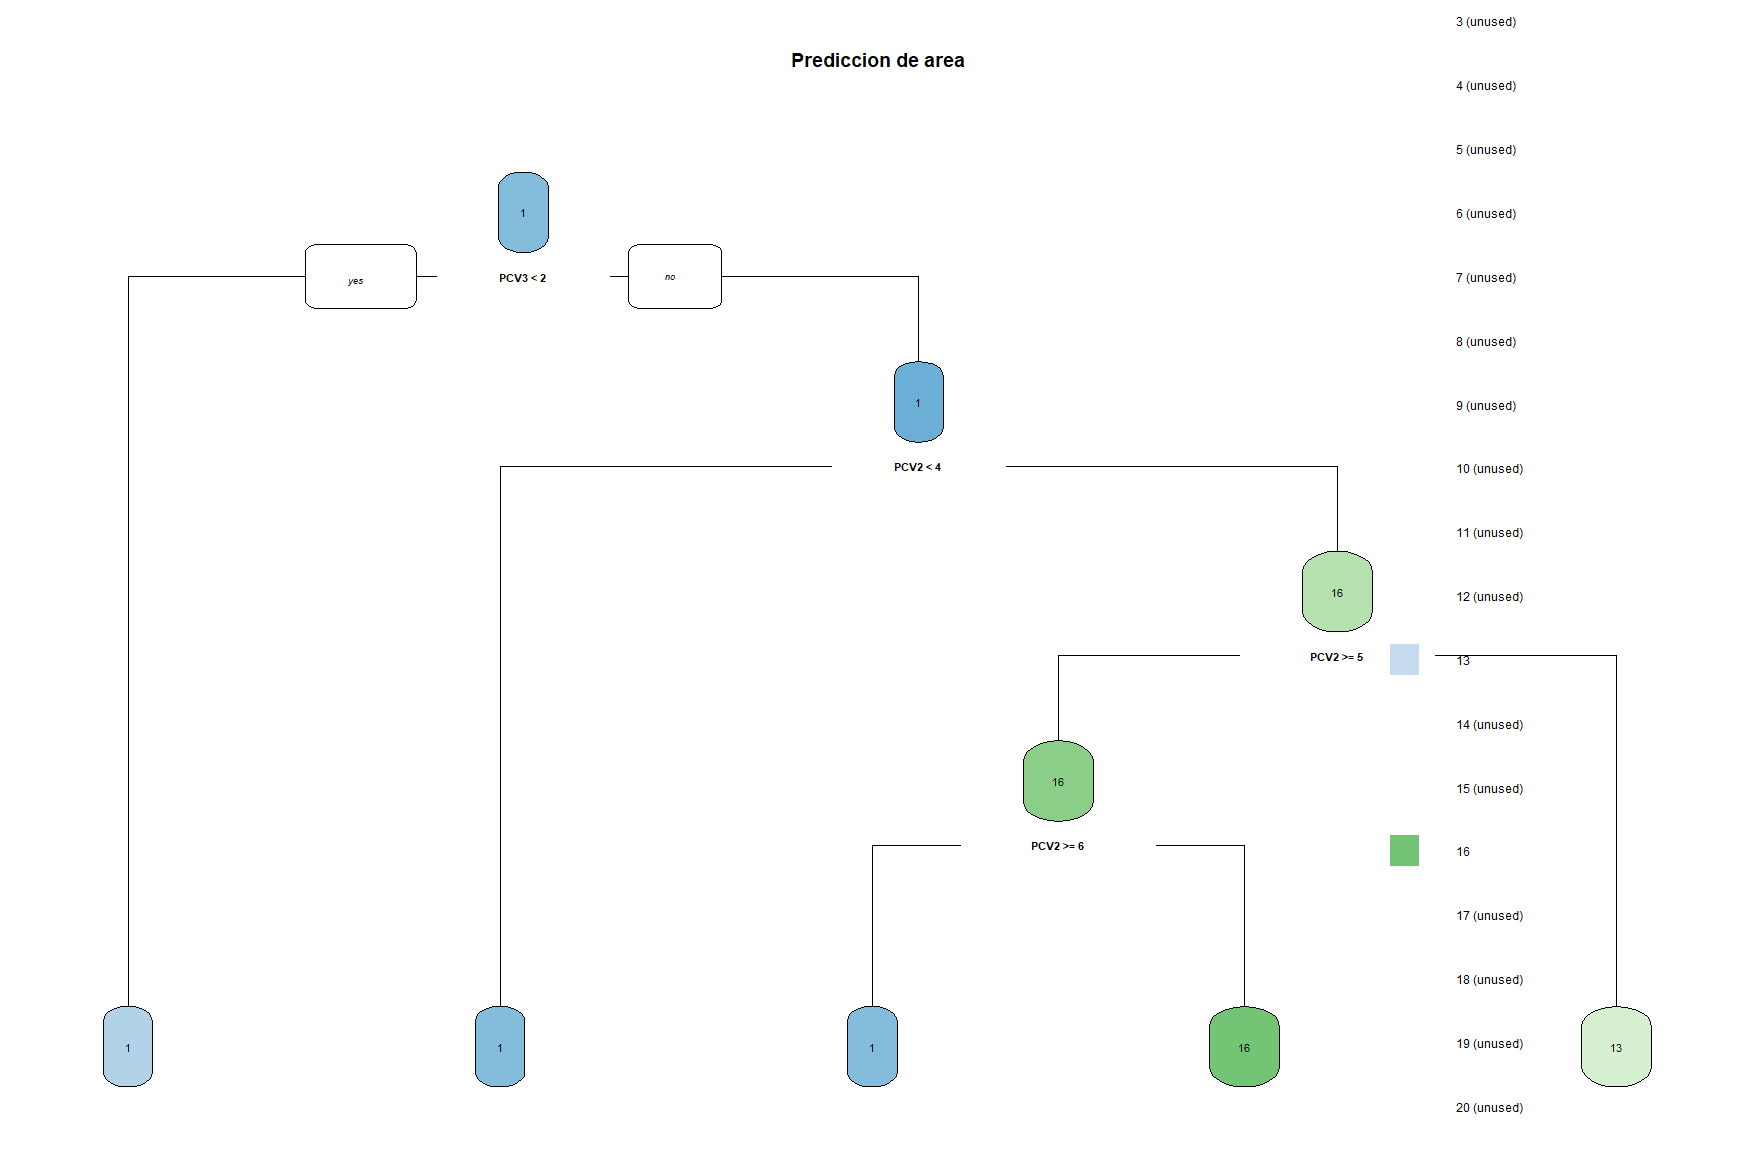 3 (unused)
Prediccion de area
4 (unused)
5 (unused)
1
6 (unused)
yes
PCV3 < 2
no
7 (unused)
8 (unused)
1
9 (unused)
PCV2 < 4
10 (unused)
11 (unused)
16
12 (unused)
PCV2 >= 5
13
14 (unused)
16
15 (unused)
PCV2 >= 6
16
17 (unused)
18 (unused)
1
1
1
16
19 (unused)
13
20 (unused)